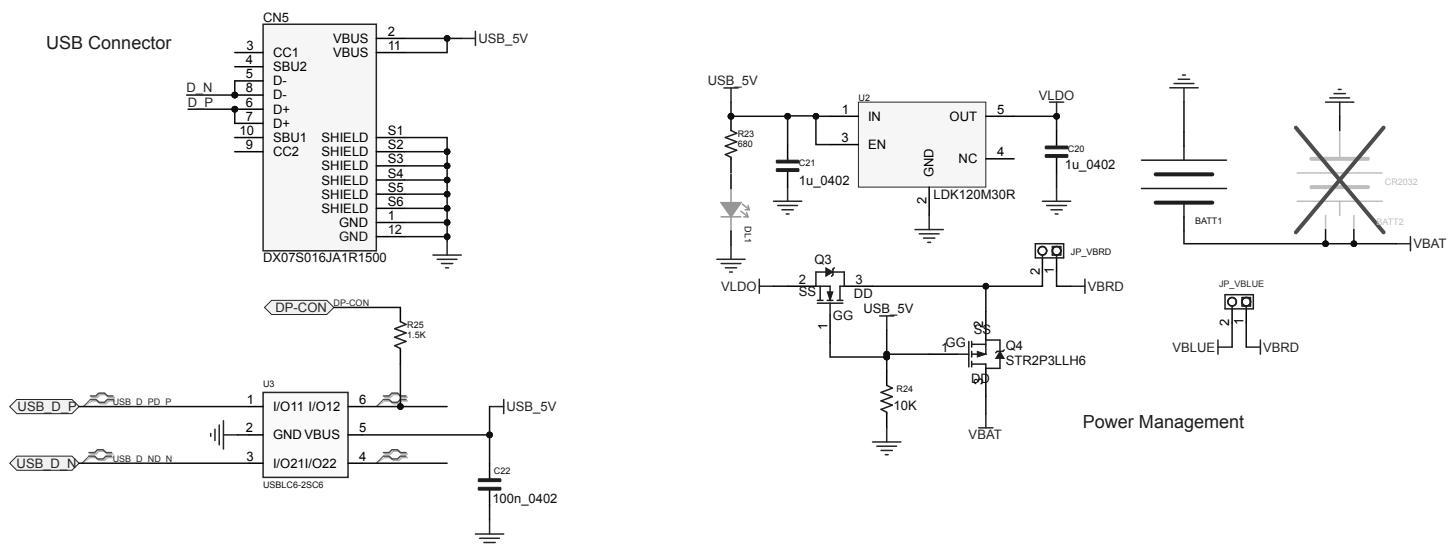 USB Connector
CN5
VBUS 2 USB_5V
VBUS 11
3 CC1
4 SBU2
5 D-
D_N 8 D-
D_P 6 D+
7 D+
10 SBU1 SHIELD S1
9 CC2 SHIELD S2
SHIELD S3
SHIELD S4
SHIELD S5
SHIELD S6
GND 1
GND 12
DX07S016JA1R1500
DP-CON DP-CON
R25
1.5K
U3
USB_D_P USB_D_PD_P 1 I/O11 I/O12 6
USB_5V
2 GND VBUS 5
USB_D_N USB_D_ND_N 3 I/O21 I/O22 4
USBLC6-2SC6
C22
100n_0402
USB_5V
U2
VLDO
1 IN OUT 5
R23
680
3 EN
C21
1u_0402
GND
NC 4
C20
1u_0402
2
LDK120M30R
DL1
CR2032
BATT1
BATT2
VBAT
Q3
JP_VBRD
VLDO 2 3
SS DD
2 1
VBRD
1 GG
USB_5V
2
SS
GG
1
Q4
STR2P3LLH6
DD
3
R24
10K
VBAT
JP_VBLUE
2 1
VBLUE VBRD
Power Management